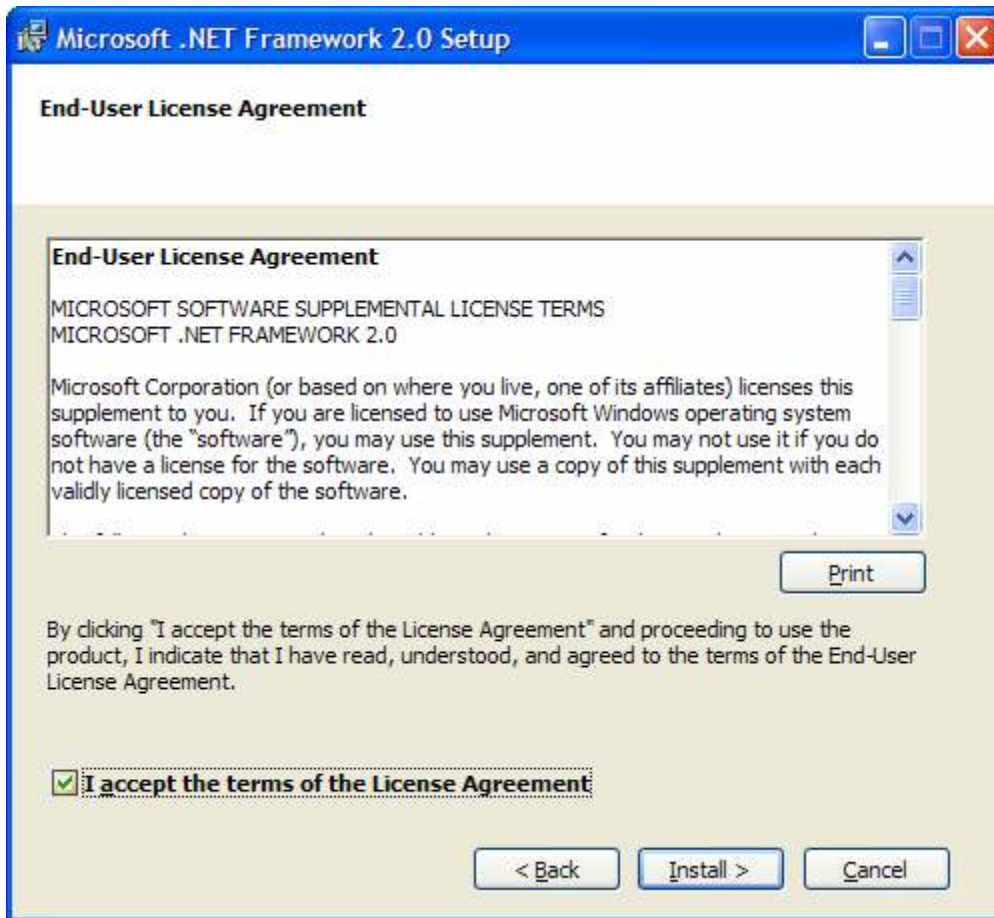 Microsoft .NET Framework 2.0 Setup
End-User License Agreement
End-User License Agreement
MICROSOFT SOFTWARE SUPPLEMENTAL LICENSE TERMS
MICROSOFT .NET FRAMEWORK 2.0
Microsoft Corporation (or based on where you live, one of its affiliates) licenses this
supplement to you.  If you are licensed to use Microsoft Windows operating system
software (the “software”), you may use this supplement.  You may not use it if you do
not have a license for the software.  You may use a copy of this supplement with each
validly licensed copy of the software.
Print
By clicking "I accept the terms of the License Agreement" and proceeding to use the
product, I indicate that I have read, understood, and agreed to the terms of the End-User
License Agreement.
I accept the terms of the License Agreement
< Back
Install >
Cancel